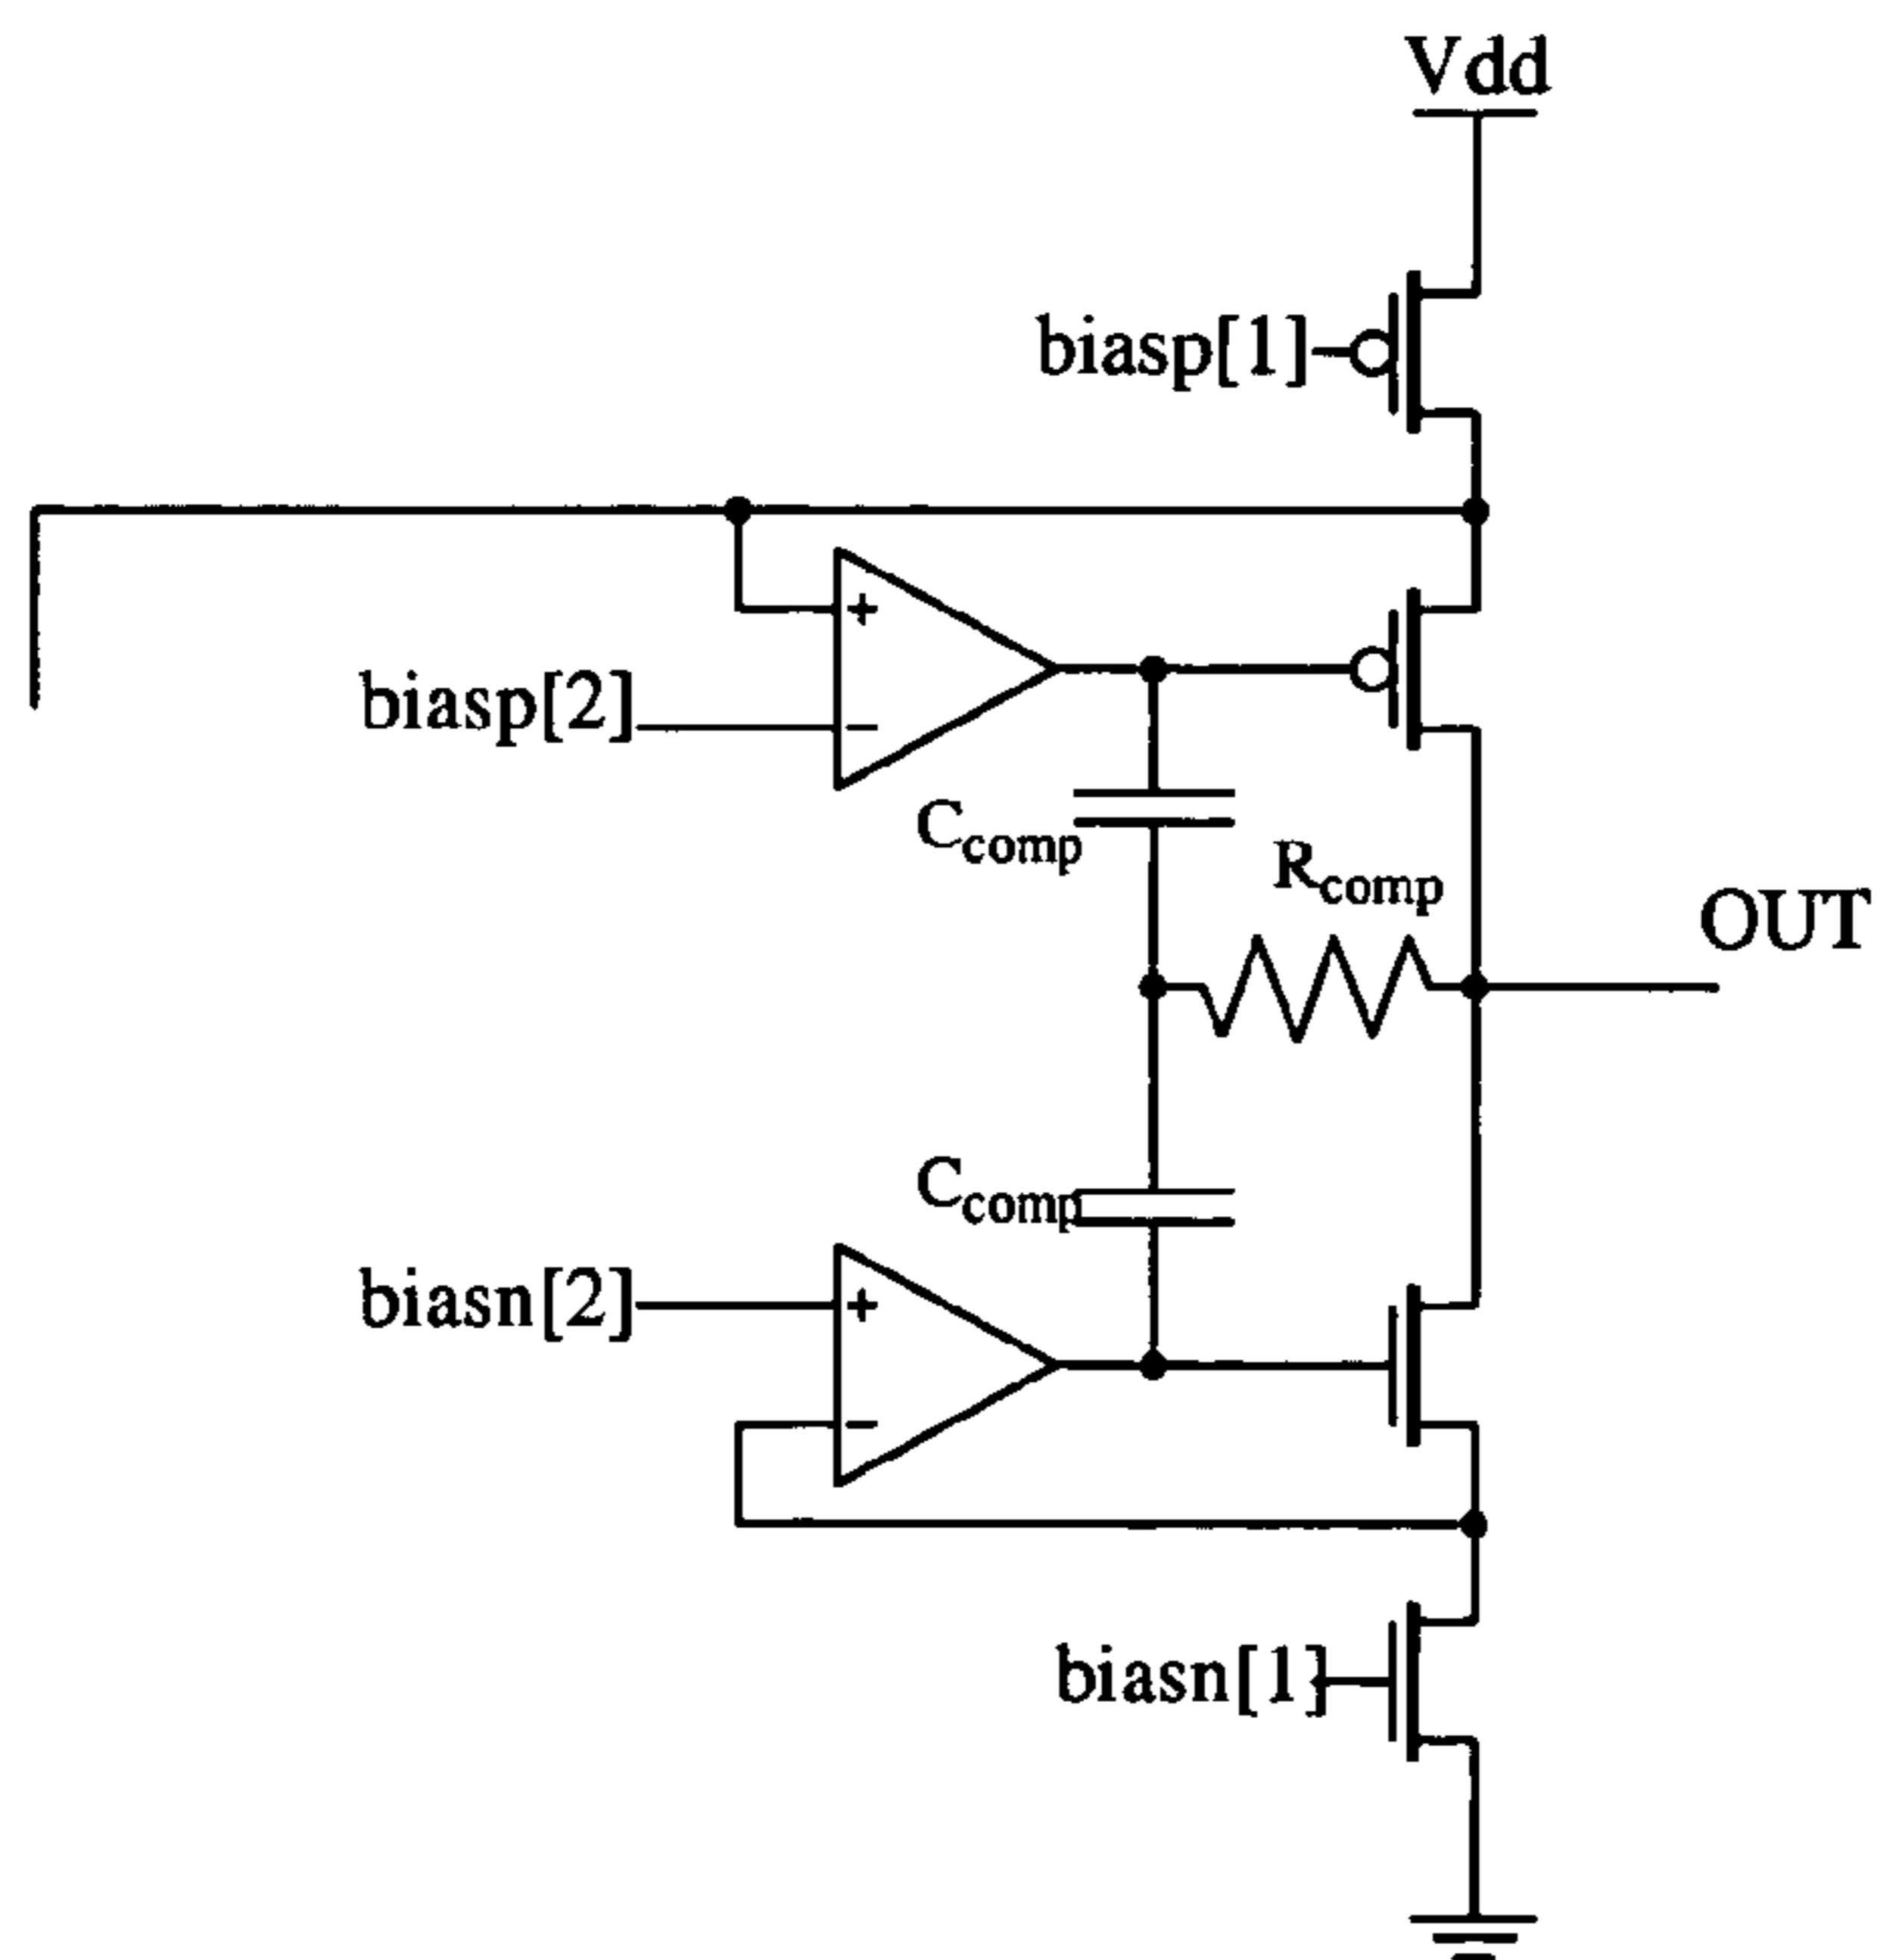 Vdd
biasp[1]
+
biasp[2]
−
Ccomp
Rcomp
OUT
Ccomp
biasn[2]
+
−
biasn[1]